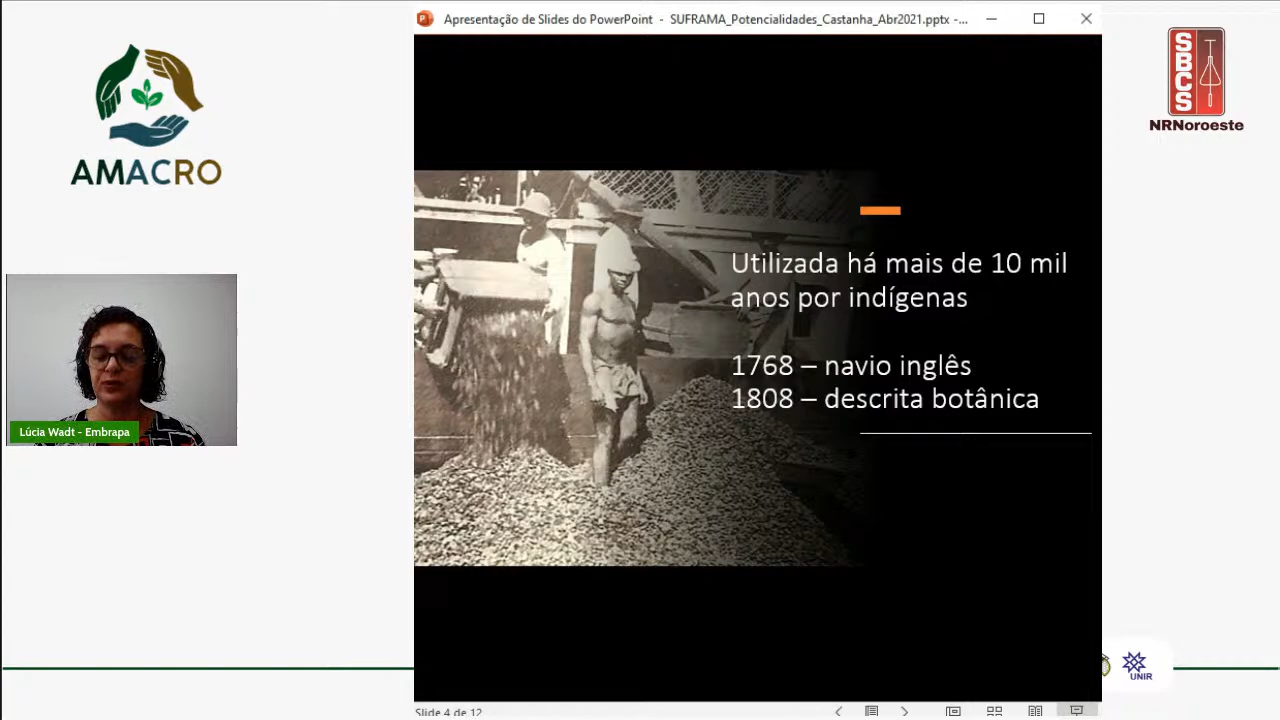 Apresentação de Slides do PowerPoint - SUFRAMA_Potencialidades_Castanha_Abr2021.pptx -...
AMACRO
SBCS
NRNoroeste
Utilizada há mais de 10 mil
anos por indígenas
1768 – navio inglês
1808 – descrita botânica
Lúcia Wadt - Embrapa
UNIR
Slide 4 de 12